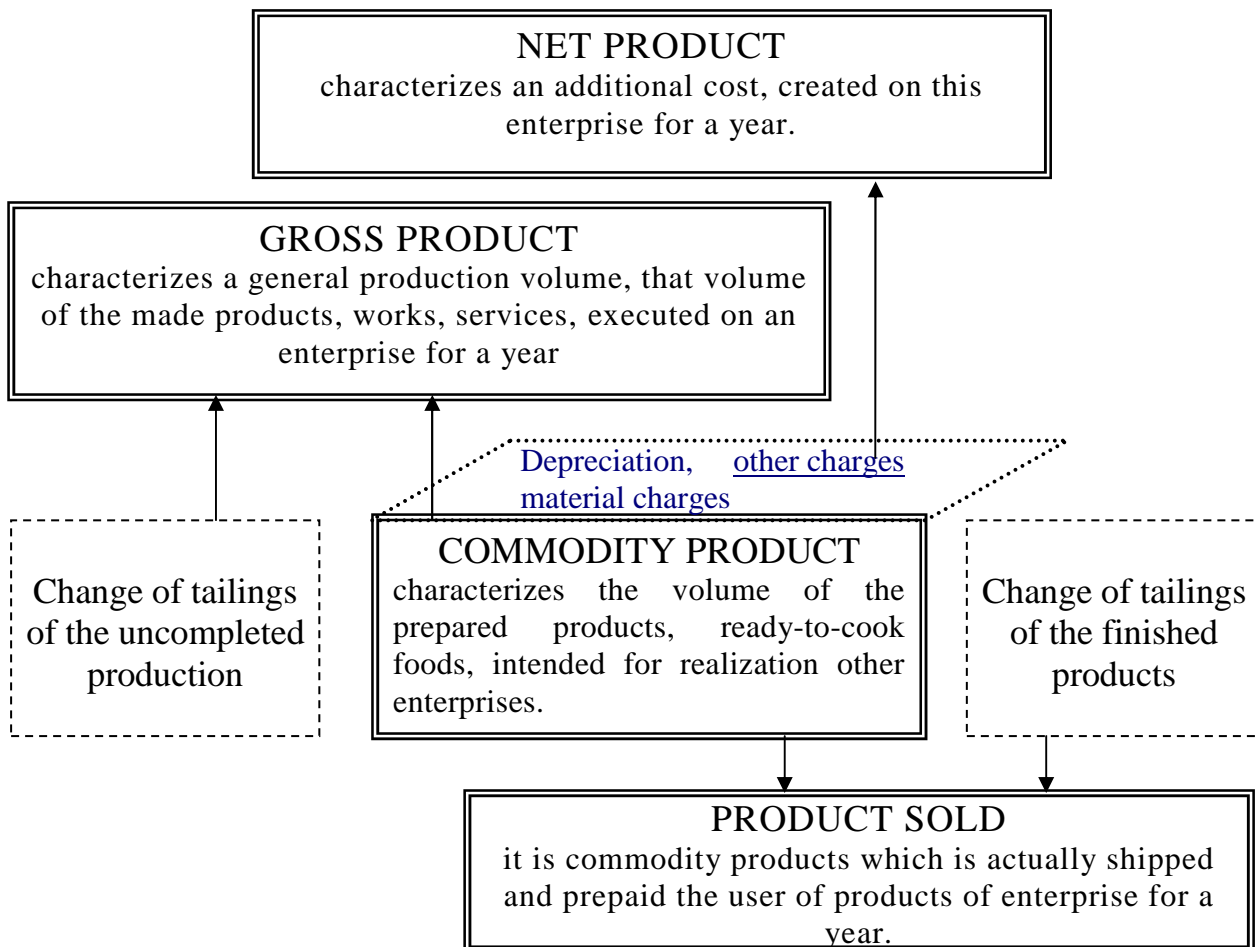 NET PRODUCT
characterizes an additional cost, created on this
enterprise for a year.
GROSS PRODUCT
characterizes a general production volume, that volume
of the made products, works, services, executed on an
enterprise for a year
Depreciation, other charges
material charges
Change of tailings
of the uncompleted
production
COMMODITY PRODUCT
characterizes the volume of the
prepared products, ready-to-cook
foods, intended for realization other
enterprises.
Change of tailings
of the finished
products
PRODUCT SOLD
it is commodity products which is actually shipped
and prepaid the user of products of enterprise for a
year.